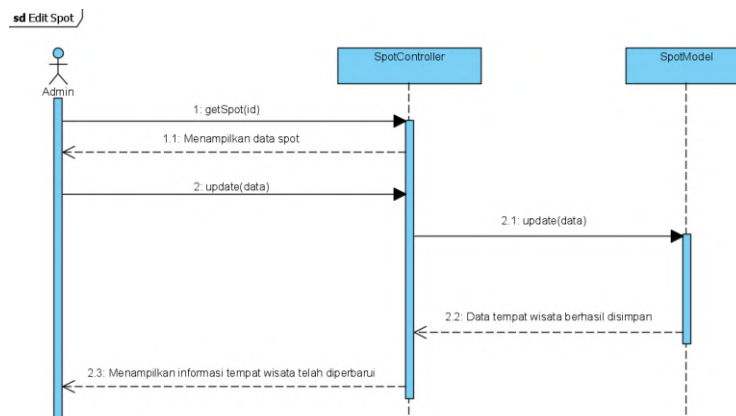 sd Edit Spot
SpotController
SpotModel
Admin
1: getSpot(id)
1.1: Menampilkan data spot
2: update(data)
2.1: update(data)
2.2: Data tempat wisata berhasil disimpan
2.3: Menampilkan informasi tempat wisata telah diperbarui